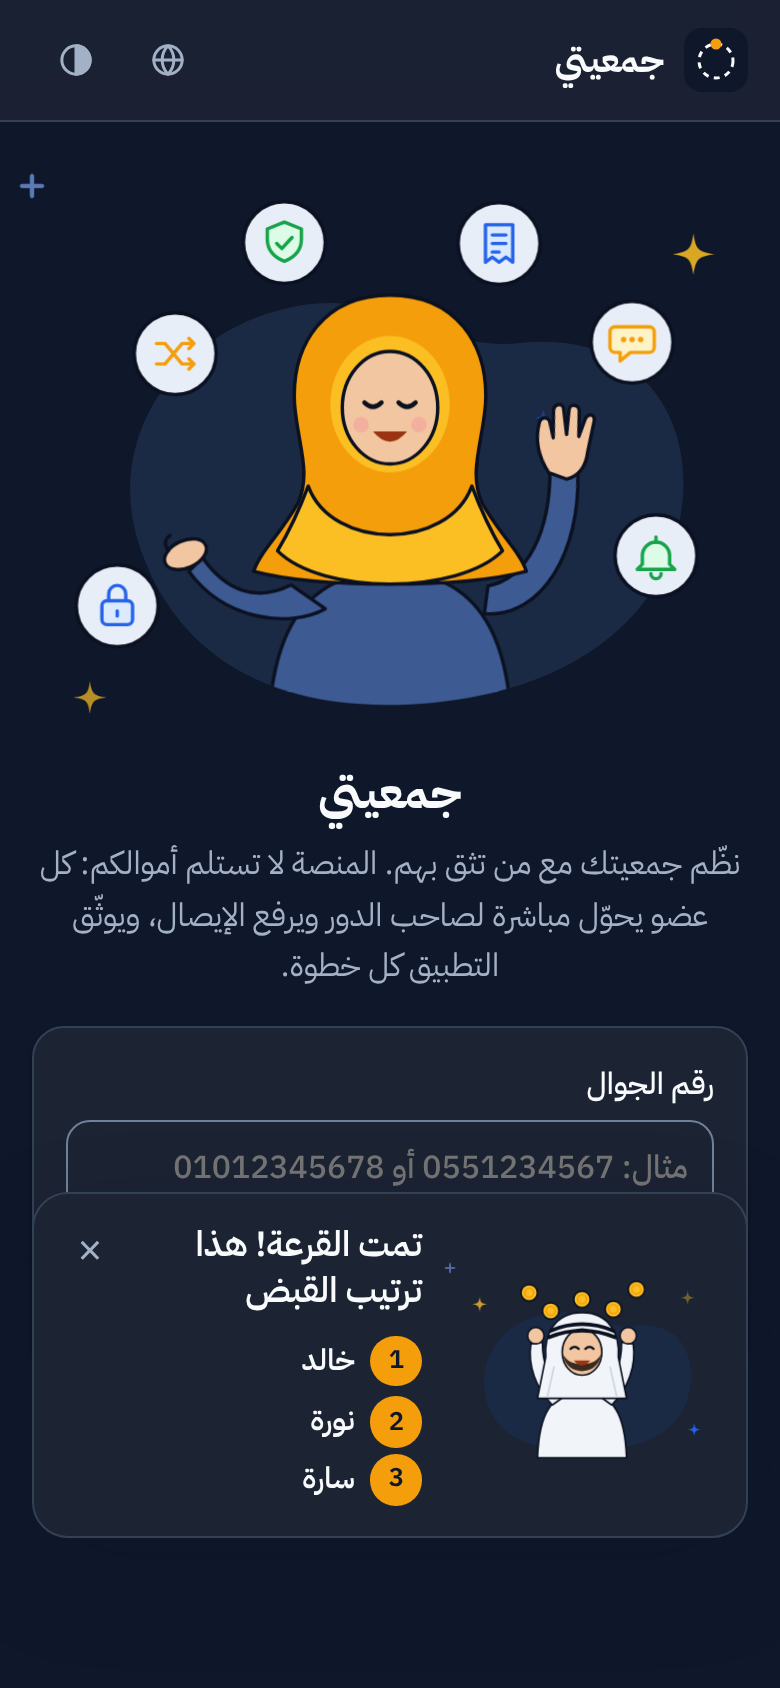 جمعيتي
جمعيتي
نظّم جمعيتك مع من تثق بهم. المنصة لا تستلم أموالكم: كل
عضو يحوّل مباشرة لصاحب الدور ويرفع الإيصال، ويوثّق
التطبيق كل خطوة.
رقم الجوال
مثال: 0551234567 أو 01012345678
تمت القرعة! هذا
ترتيب القبض
1 خالد
2 نورة
3 سارة